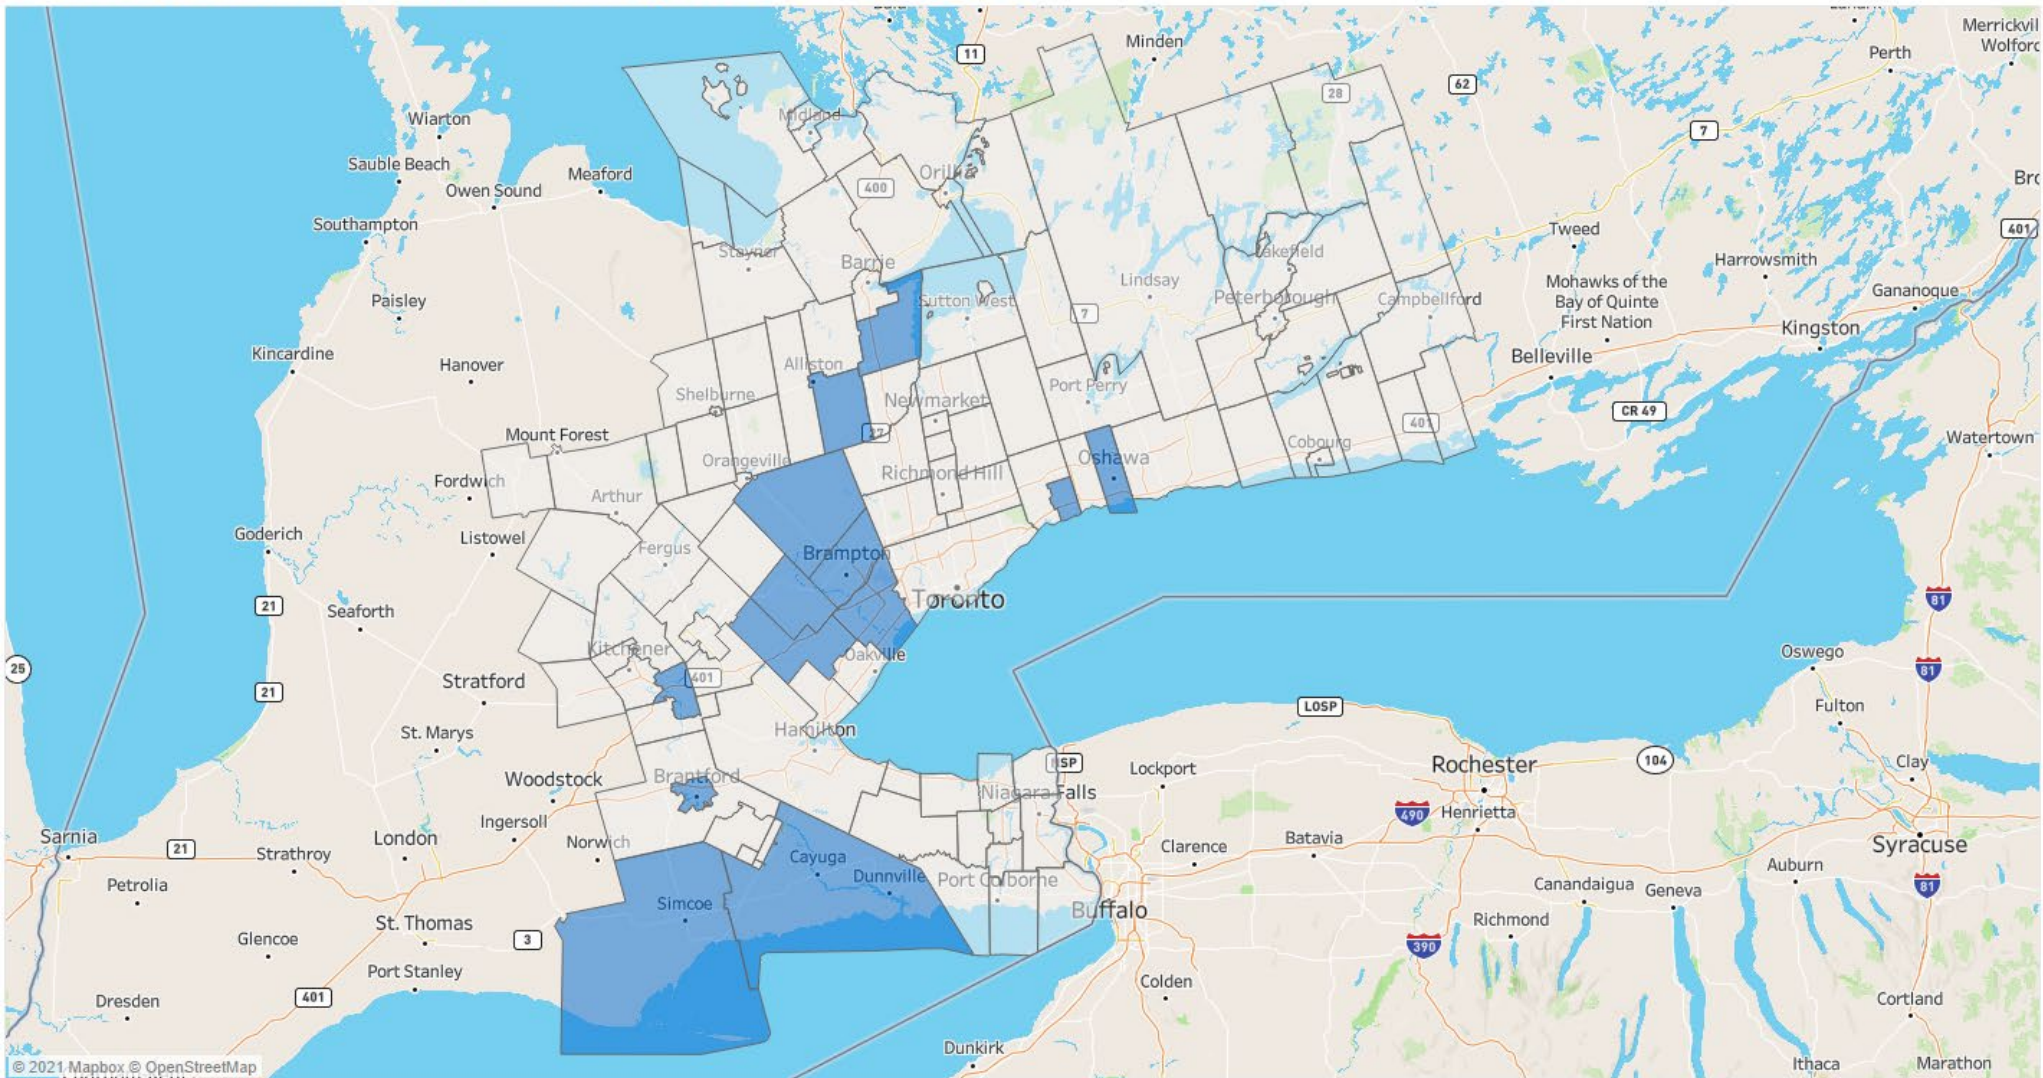 Minden
Merrickvil
Wolford
11
Perth
62
28
Wiarton
Midland
7
Sauble Beach
Meaford
Owen Sound
Orillia
400
Bro
Southampton
Tweed
401
Stayner
Lakefield
Harrowsmith
Barrie
Lindsay
Mohawks of the
Bay of Quinte
First Nation
Gananoque
Paisley
Sutton West
Peterborough
Campbellford
7
Kingston
Kincardine
Belleville
Hanover
Alliston
Port Perry
Shelburne
Newmarket
CR 49
Mount Forest
27
401
Cobourg
Watertown
Orangeville
Oshawa
Fordwich
Richmond Hill
Arthur
Goderich
Listowel
Fergus
Brampton
21
Seaforth
Toronto
81
Kitchener
Oakville
Oswego
25
Stratford
401
81
21
LOSP
Fulton
St. Marys
Hamilton
Rochester
104
Clay
Woodstock
Brantford
SP
Lockport
Niagara Falls
490
Henrietta
Sarnia
Ingersoll
London
Norwich
Batavia
Syracuse
21
Strathroy
Cayuga
Clarence
Auburn
Petrolia
Dunnville
Port Colborne
Canandaigua
Geneva
81
Simcoe
Buffalo
St. Thomas
Richmond
Glencoe
3
390
Port Stanley
Colden
Dresden
401
Cortland
Dunkirk
Ithaca
Marathon
© 2021 Mapbox © OpenStreetMap